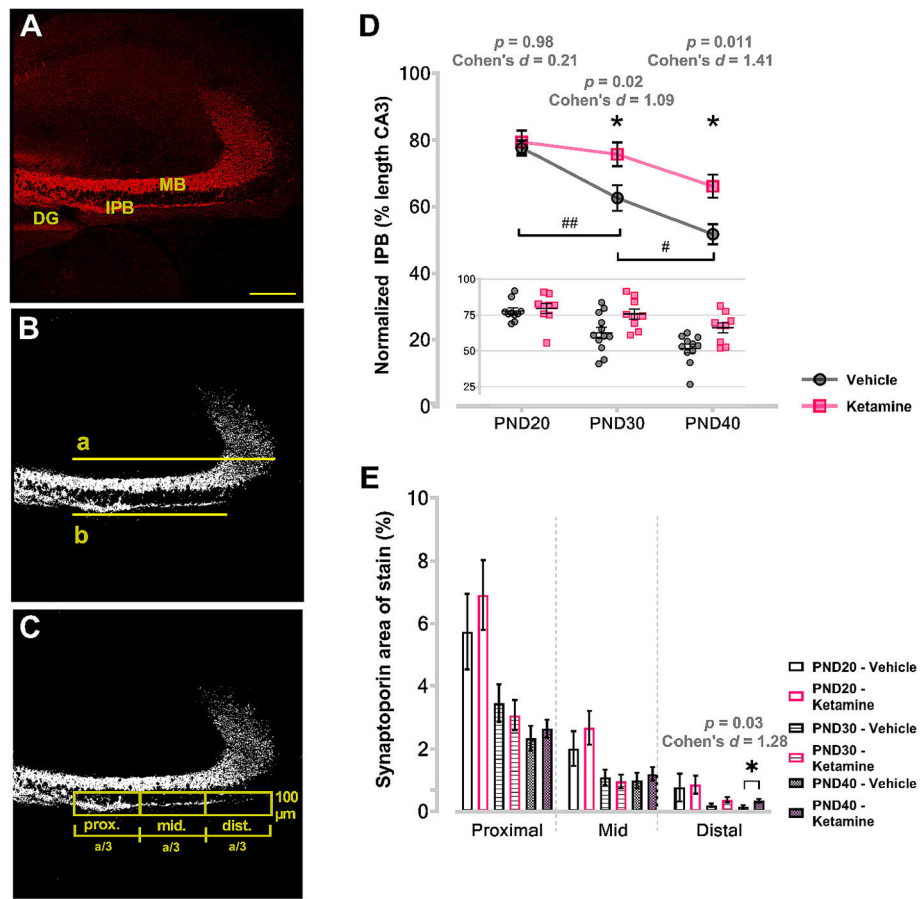 A
MB
IPB
DG
B
a
b
C
100
µm
prox.
mid.
dist.
a/3
a/3
a/3
D
p = 0.98
Cohen's d = 0.21
p = 0.011
Cohen's d = 1.41
p = 0.02
Cohen's d = 1.09
Normalized IPB (% length CA3)
100
80
60
40
20
0
*
*
##
#
100
75
50
25
PND20
PND30
PND40
Vehicle
Ketamine
E
Synaptoporin area of stain (%)
10
8
6
4
2
0
p = 0.03
Cohen's d = 1.28
*
Proximal
Mid
Distal
PND20 - Vehicle
PND20 -
Ketamine
PND30 - Vehicle
PND30 -
Ketamine
PND40 - Vehicle
PND40 -
Ketamine